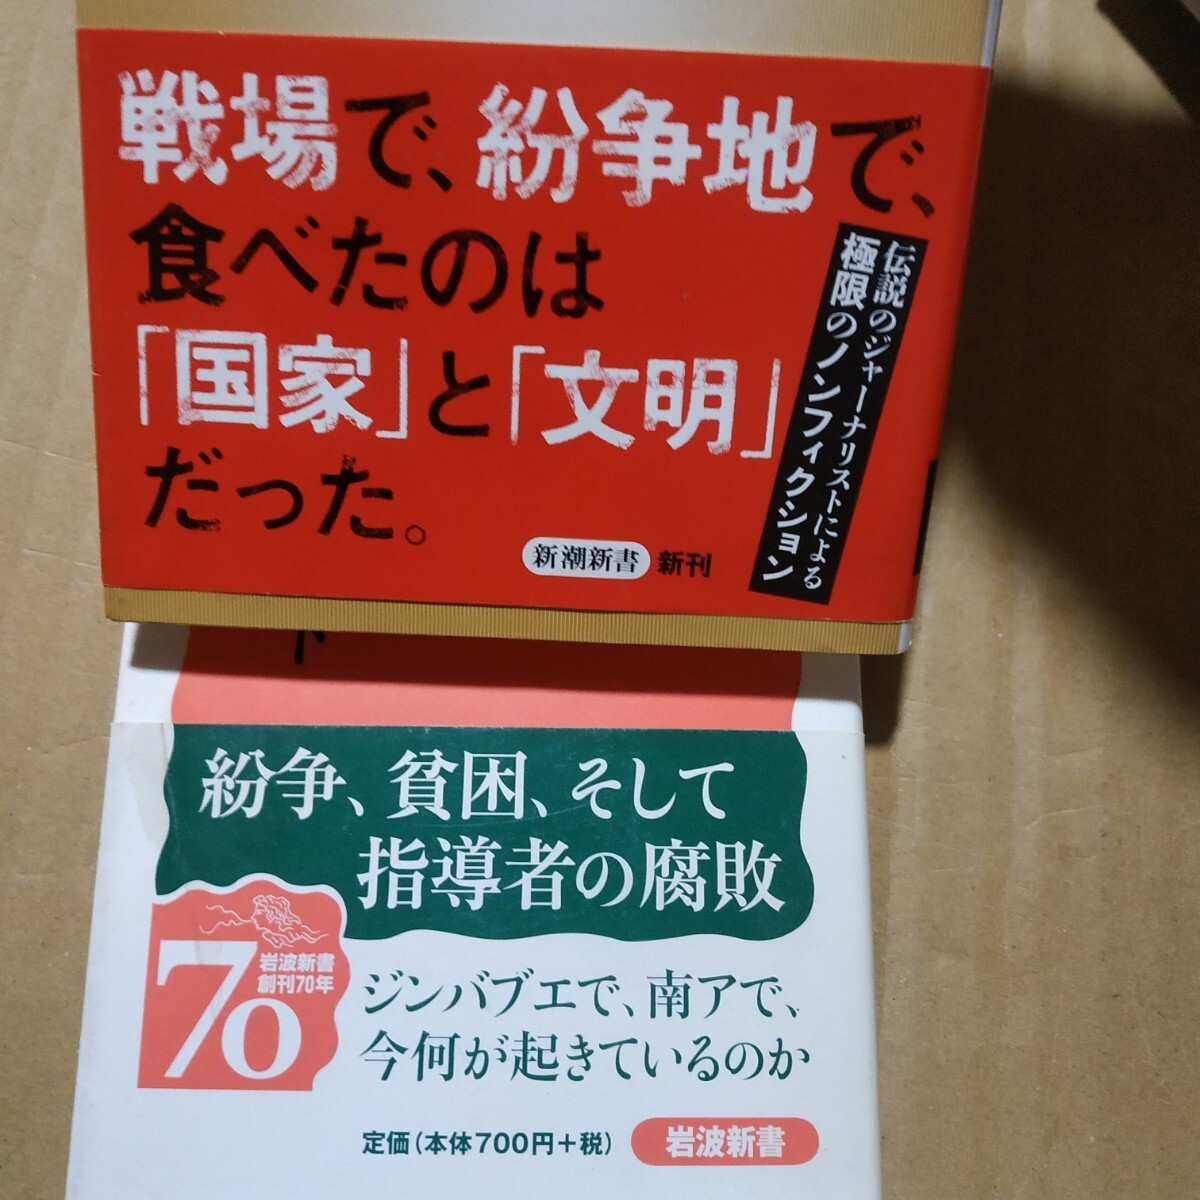 戦場で、紛争地で、
食べたのは
「国家」と「文明」
だった。
伝説のジャーナリストによる
極限のノンフィクション
新潮新書 新刊
紛争、貧困、そして
指導者の腐敗
70
岩波新書
創刊70年
ジンバブエで、南アで、
今何が起きているのか
定価(本体700円+税)
岩波新書